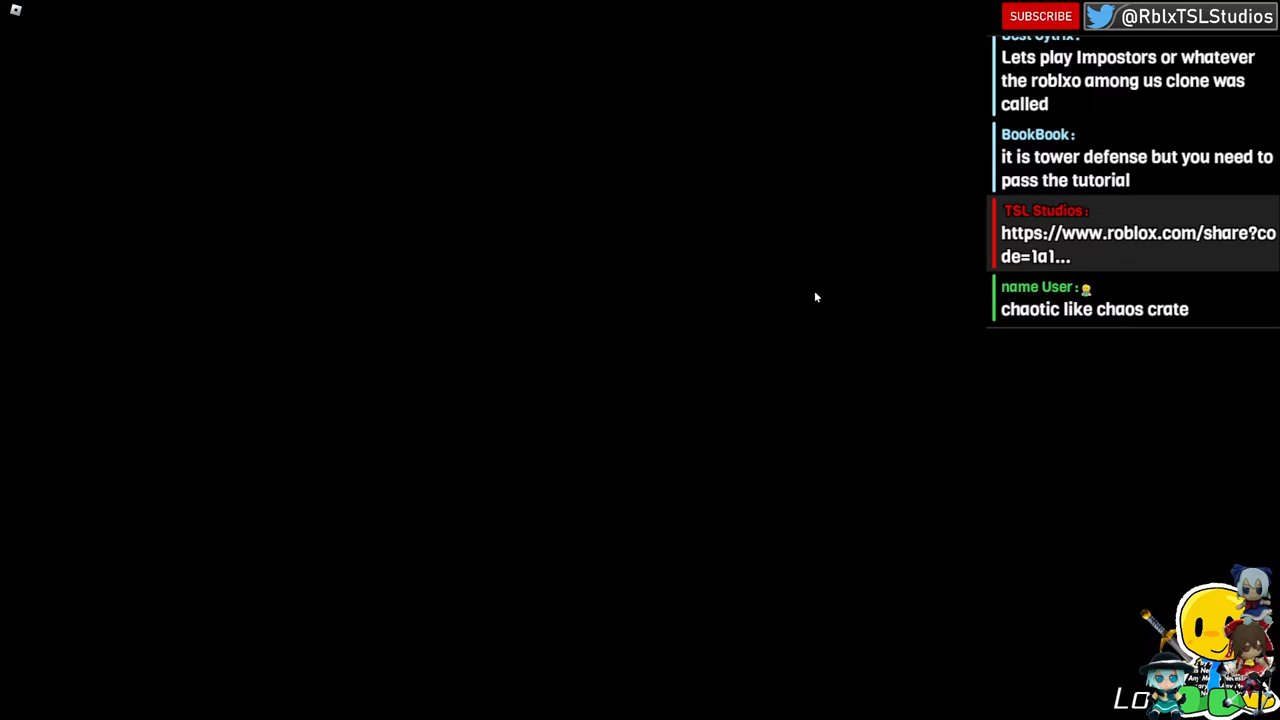 SUBSCRIBE
@RblxTSLStudios
Lets play Impostors or whatever
the roblxo among us clone was
called
BookBook:
it is tower defense but you need to
pass the tutorial
TSL Studios:
https://www.roblox.com/share?co
de=1a1...
name User:
chaotic like chaos crate
Lo